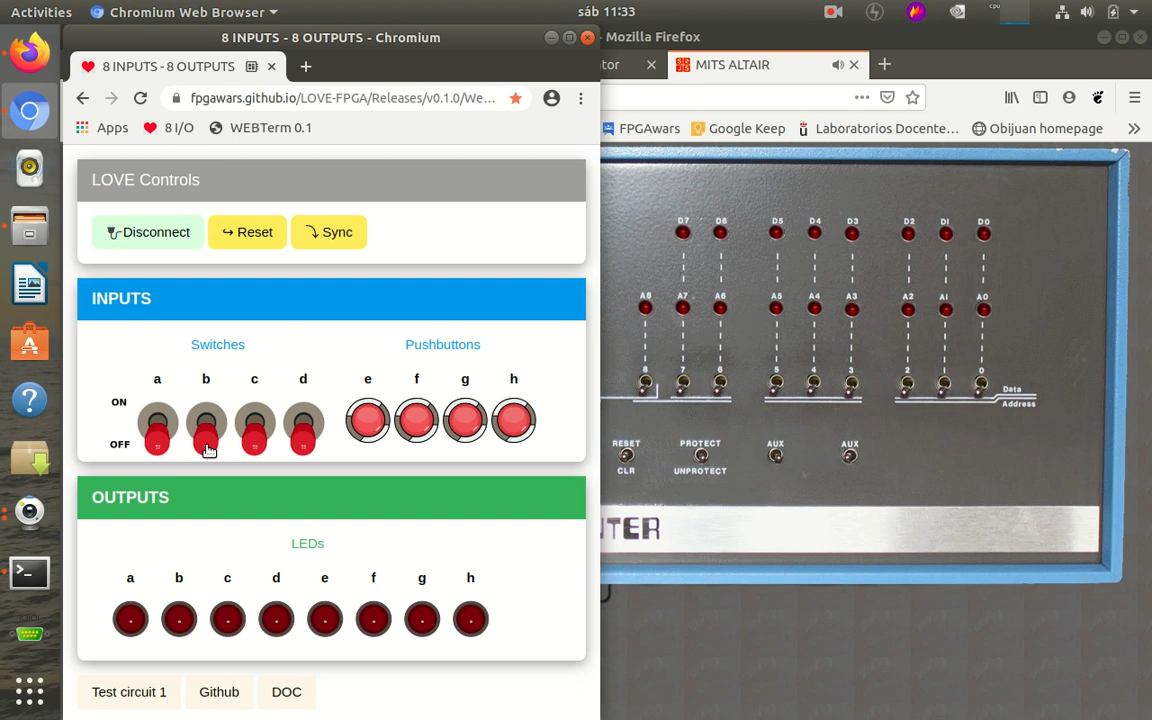 Activities
Chromium Web Browser
sáb 11:33
cpu
8 INPUTS - 8 OUTPUTS - Chromium
- Mozilla Firefox
8 INPUTS - 8 OUTPUTS
tor
MITS ALTAIR
fpgawars.github.io/LOVE-FPGA/Releases/v0.1.0/We...
Apps
8 I/O
WEBTerm 0.1
FPGAwars
Google Keep
Laboratorios Docente...
Obijuan homepage
LOVE Controls
Disconnect
Reset
Sync
INPUTS
Switches
Pushbuttons
a b c d e f g h
ON
OFF
OUTPUTS
LEDs
a b c d e f g h
Test circuit 1
Github
DOC
D7 D6 D5 D4 D3 D2 D1 D0
A8 A7 A6 A5 A4 A3 A2 A1 A0
8 7 6 5 4 3 2 1 0
Data
Address
RESET
CLR
PROTECT
UNPROTECT
AUX
AUX
UTER